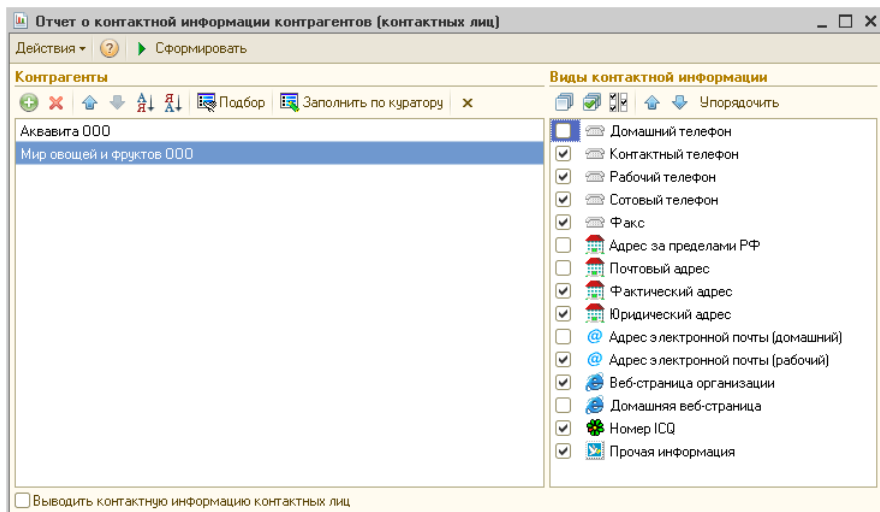 Отчет о контактной информации контрагентов (контактных лиц)
Действия ? Сформировать
Контрагенты
Подбор Заполнить по куратору
Аквавита ООО
Мир овощей и фруктов ООО
Выводить контактную информацию контактных лиц
Виды контактной информации
Упорядочить
Домашний телефон
Контактный телефон
Рабочий телефон
Сотовый телефон
Факс
Адрес за пределами РФ
Почтовый адрес
Фактический адрес
Юридический адрес
@ Адрес электронной почты (домашний)
@ Адрес электронной почты (рабочий)
Веб-страница организации
Домашняя веб-страница
Номер ICQ
Прочая информация